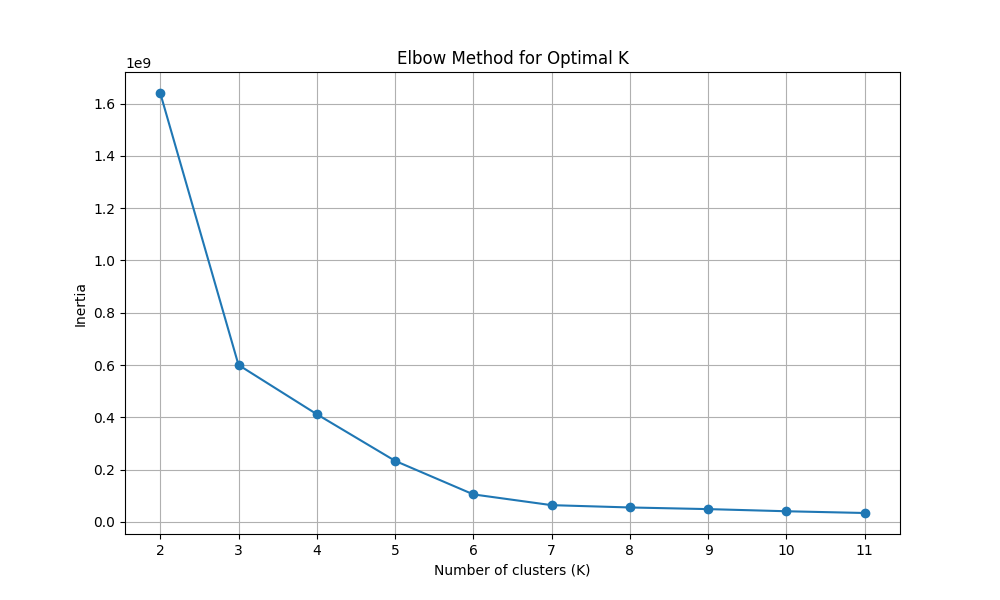 Elbow Method for Optimal K
1e9
1.6
1.4
1.2
1.0
0.8
0.6
0.4
0.2
0.0
Inertia
2 3 4 5 6 7 8 9 10 11
Number of clusters (K)